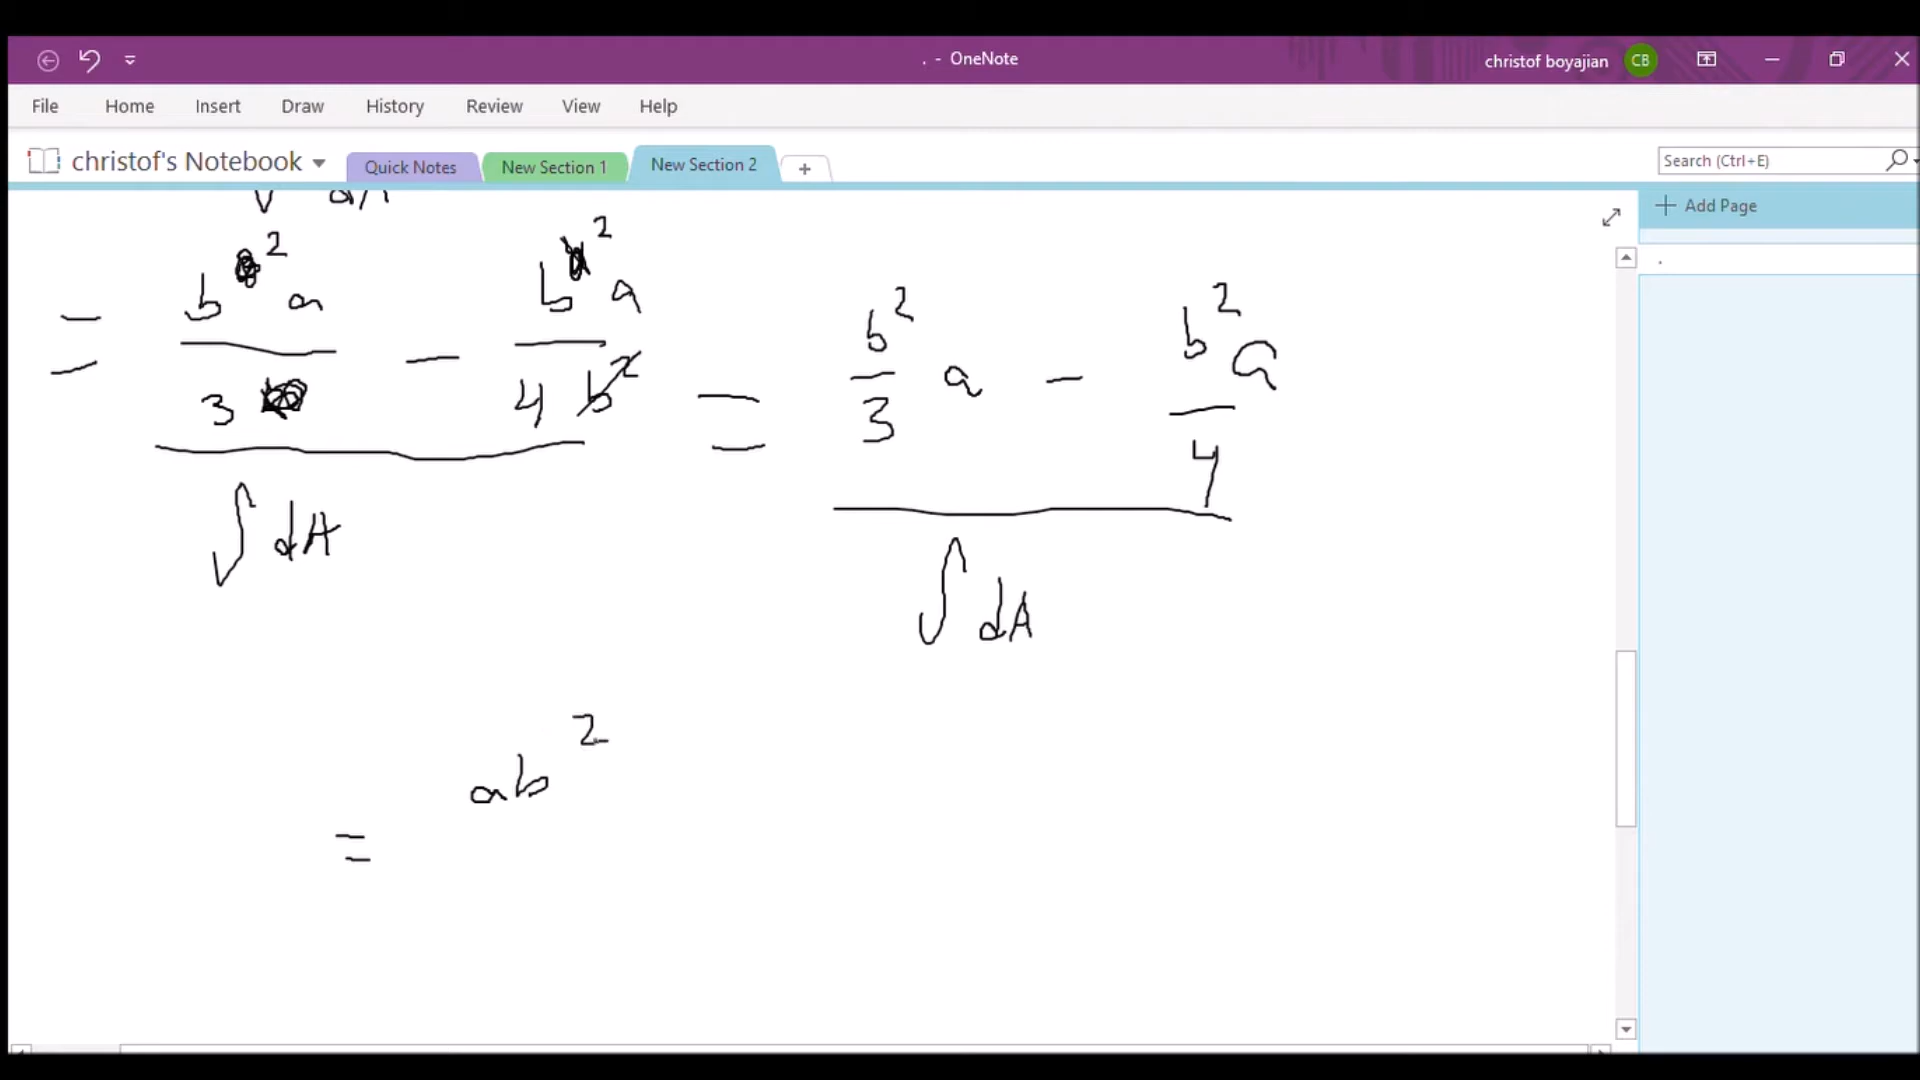 . - OneNote
christof boyajian CB
File Home Insert Draw History Review View Help
christof's Notebook Quick Notes New Section 1 New Section 2 +
Search (Ctrl+E)
+ Add Page
.
= b² a / 3 − b² a / 4 b² / ∫ dA = b² / 3 a − b² a / 4 / ∫ dA
= ab²